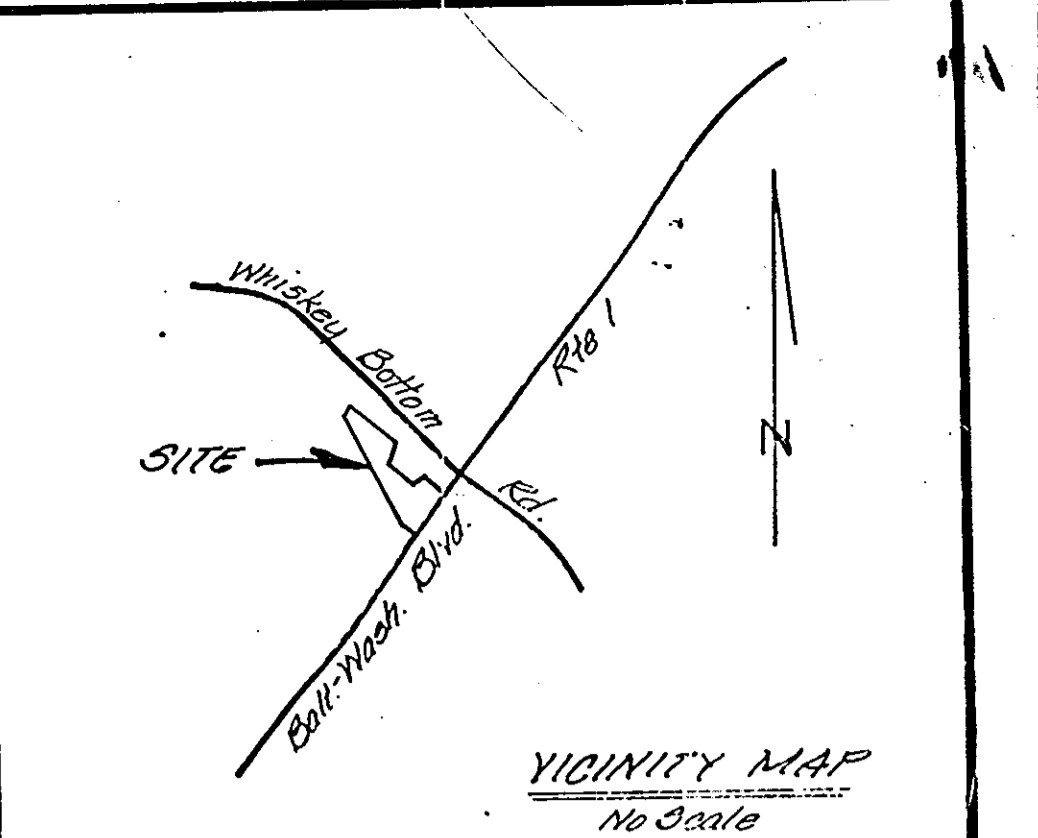 Whiskey Bottom Rd.
Rte 1
SITE
N
Balt.-Wash. Blvd.
VICINITY MAP
No Scale